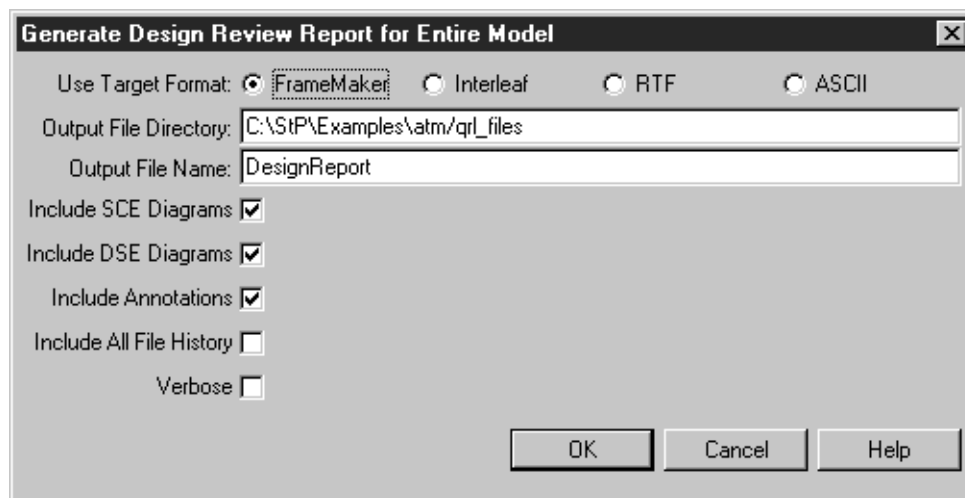 Generate Design Review Report for Entire Model
Use Target Format: FrameMaker Interleaf RTF ASCII
Output File Directory: C:\StP\Examples\atm/qrl_files
Output File Name: DesignReport
Include SCE Diagrams
Include DSE Diagrams
Include Annotations
Include All File History
Verbose
OK Cancel Help